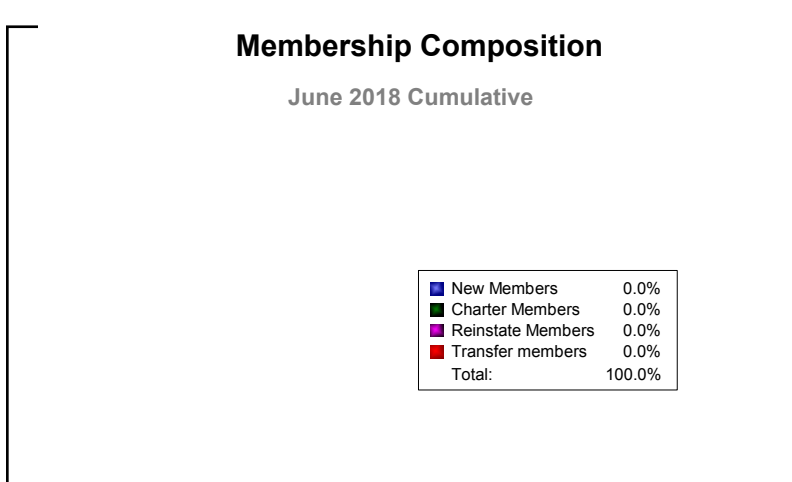 Membership Composition
June 2018 Cumulative
New Members 0.0%
Charter Members 0.0%
Reinstate Members 0.0%
Transfer members 0.0%
Total: 100.0%